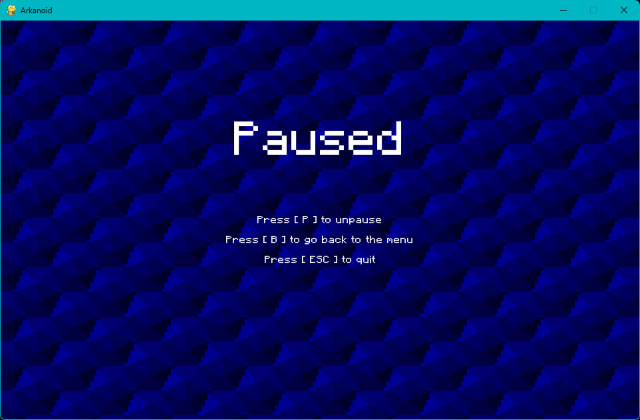 Arkanoid
Paused
Press [ P ] to unpause
Press [ B ] to go back to the menu
Press [ ESC ] to quit